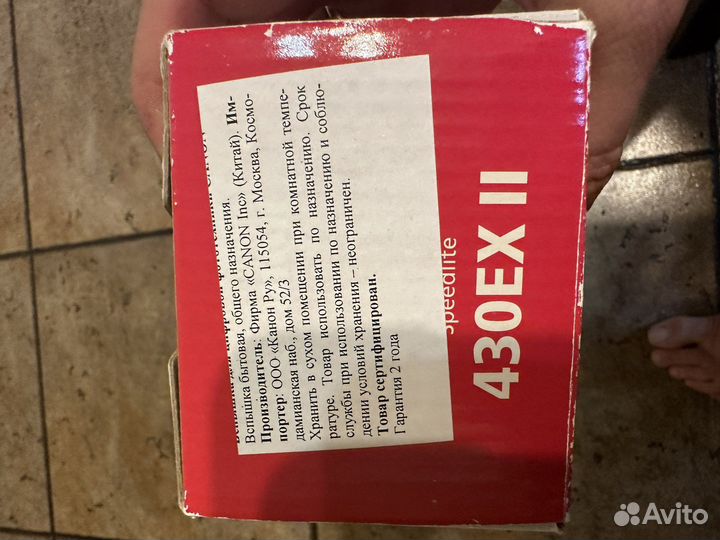 Вспышка бытовая, общего назначения.
Производитель: Фирма «CANON Inc» (Китай). Им-
портер: ООО «Канон Ру», 115054, г. Москва, Космо-
дамианская наб., дом 52/3
Хранить в сухом помещении при комнатной темпе-
ратуре. Товар использовать по назначению. Срок
службы при использовании по назначению и соблю-
дении условий хранения – неограничен.
Товар сертифицирован.
Гарантия 2 года
speedlite
430EX II
Avito